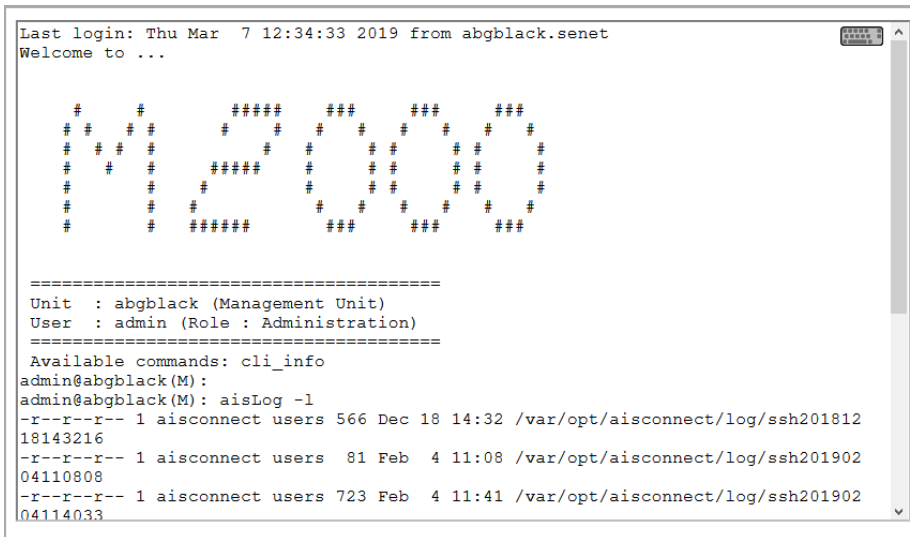 Last login: Thu Mar  7 12:34:33 2019 from abgblack.senet
Welcome to ...
M 2000
========================================
Unit  : abgblack (Management Unit)
User  : admin (Role : Administration)
========================================
Available commands: cli_info
admin@abgblack(M):
admin@abgblack(M): aisLog -l
-r--r--r-- 1 aisconnect users 566 Dec 18 14:32 /var/opt/aisconnect/log/ssh201812
18143216
-r--r--r-- 1 aisconnect users  81 Feb  4 11:08 /var/opt/aisconnect/log/ssh201902
04110808
-r--r--r-- 1 aisconnect users 723 Feb  4 11:41 /var/opt/aisconnect/log/ssh201902
04114033